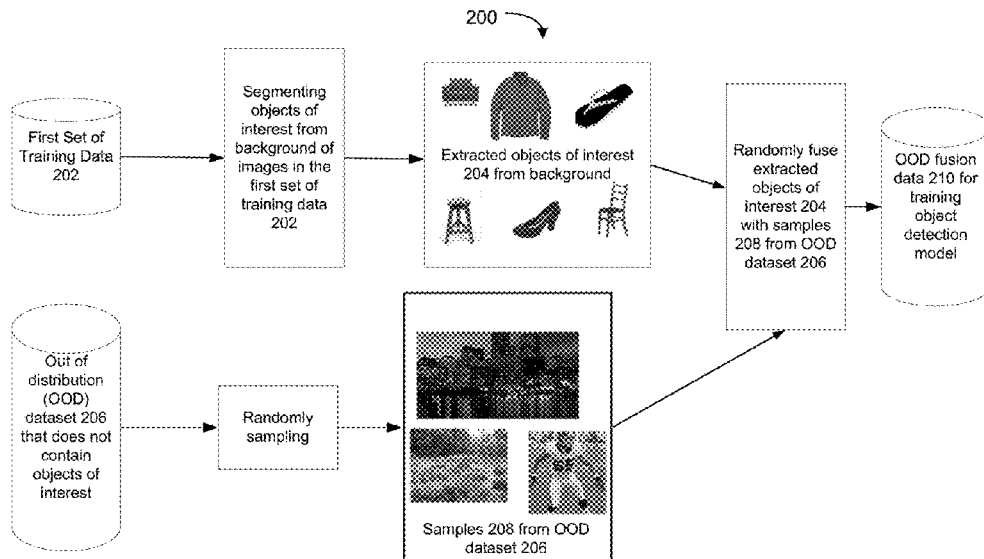 200
First Set of
Training Data
202
Segmenting
objects of
interest from
background of
images in the
first set of
training data
202
Extracted objects of interest
204 from background
Randomly fuse
extracted
objects of
interest 204
with samples
208 from OOD
dataset 206
OOD fusion
data 210 for
training
object
detection
model
Out of
distribution
(OOD)
dataset 206
that does not
contain
objects of
interest
Randomly
sampling
Samples 208 from OOD
dataset 206